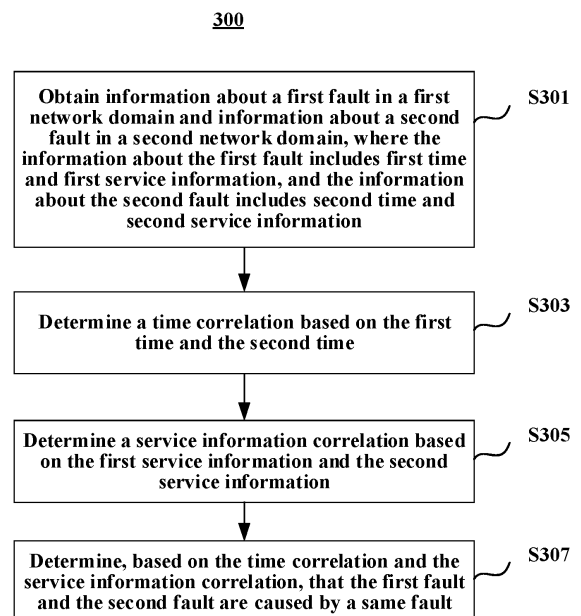 300
Obtain information about a first fault in a first
network domain and information about a second
fault in a second network domain, where the
information about the first fault includes first time
and first service information, and the information
about the second fault includes second time and
second service information
S301
Determine a time correlation based on the first
time and the second time
S303
Determine a service information correlation based
on the first service information and the second
service information
S305
Determine, based on the time correlation and the
service information correlation, that the first fault
and the second fault are caused by a same fault
S307